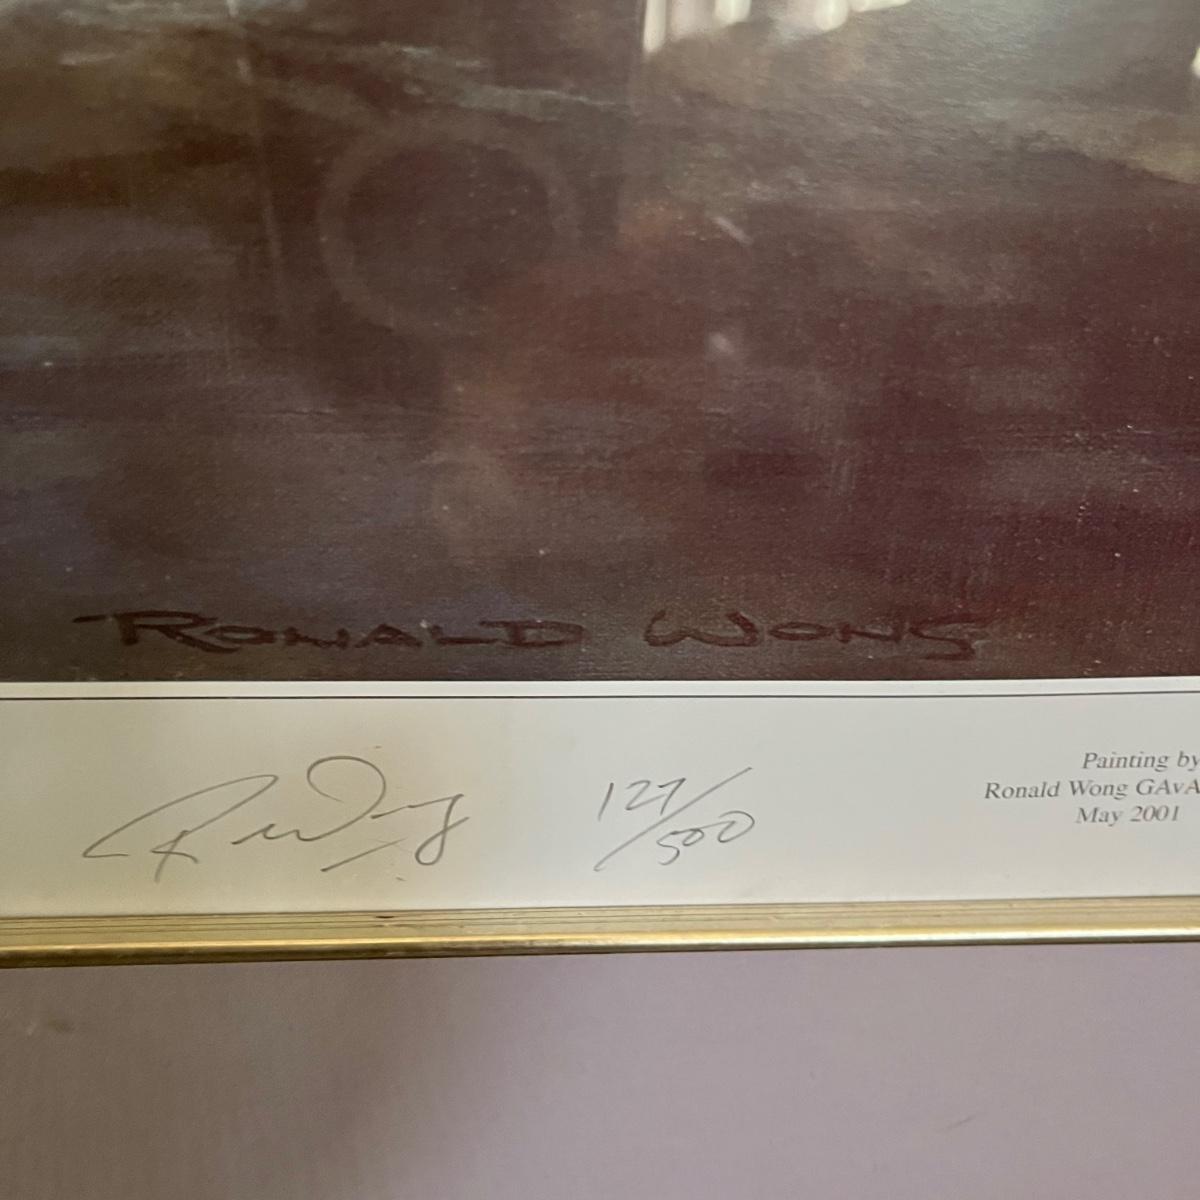 RONALD WONG
127/500
Painting by
Ronald Wong GAvA
May 2001